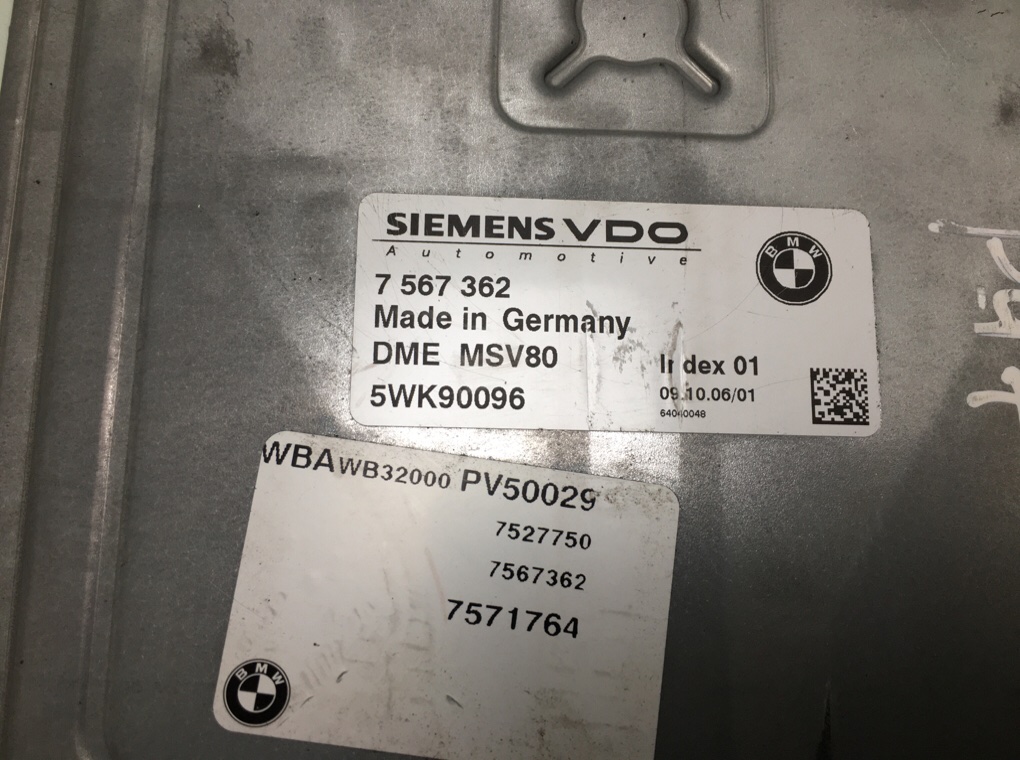 SIEMENS VDO
Automotive
BMW
7 567 362
Made in Germany
DME MSV80
Index 01
5WK90096
09.10.06/01
64040048
WBAWB32000 PV50029
7527750
7567362
7571764
BMW